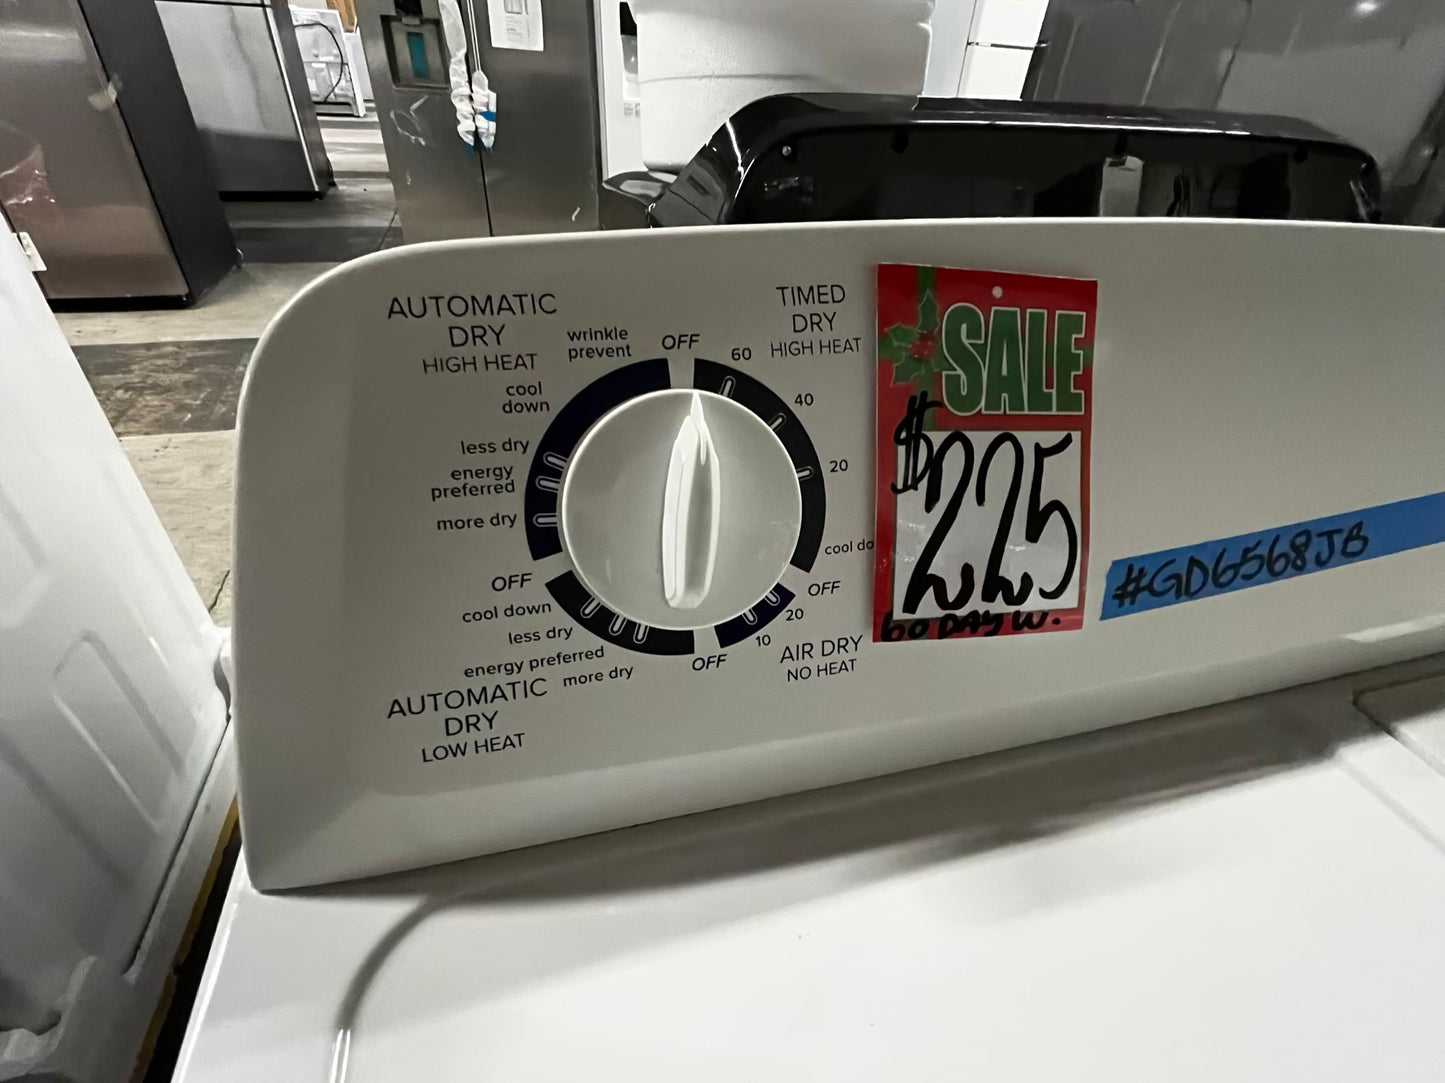 AUTOMATIC
DRY
HIGH HEAT
wrinkle
prevent
OFF
TIMED
DRY
HIGH HEAT
60
40
20
cool do
OFF
cool
down
less dry
energy
preferred
more dry
OFF
cool down
less dry
energy preferred
more dry
AUTOMATIC
DRY
LOW HEAT
OFF
10
20
AIR DRY
NO HEAT
SALE
$225
60 DAY W.
#GD6568JB